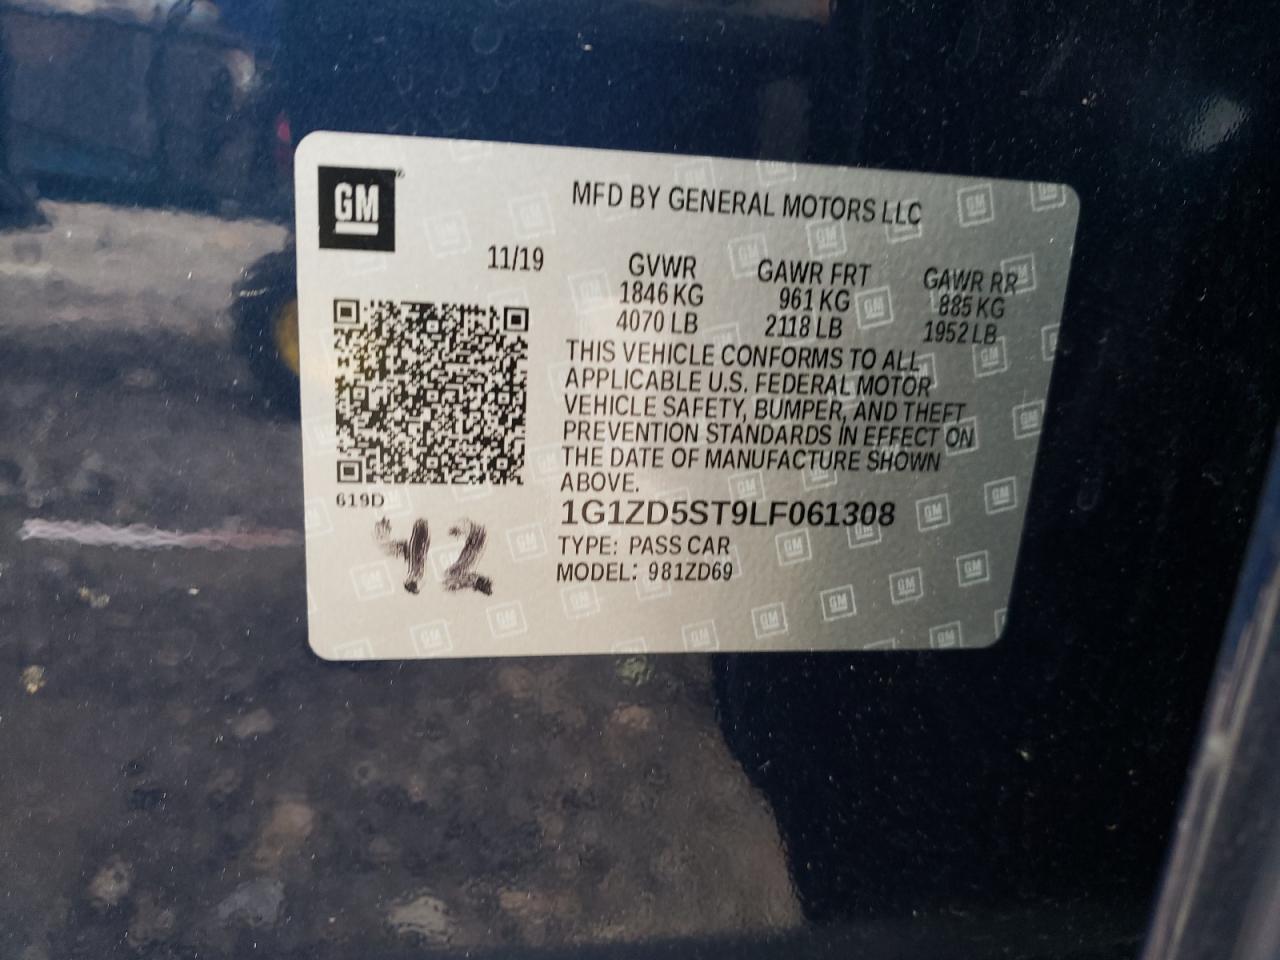 GM
MFD BY GENERAL MOTORS LLC
11/19
GVWR GAWR FRT GAWR RR
1846 KG 961 KG 885 KG
4070 LB 2118 LB 1952 LB
THIS VEHICLE CONFORMS TO ALL
APPLICABLE U.S. FEDERAL MOTOR
VEHICLE SAFETY, BUMPER, AND THEFT
PREVENTION STANDARDS IN EFFECT ON
THE DATE OF MANUFACTURE SHOWN
ABOVE.
619D
1G1ZD5ST9LF061308
42
TYPE: PASS CAR
MODEL: 981ZD69